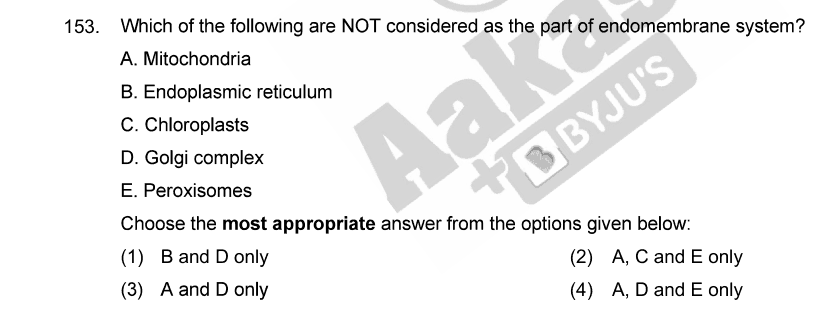 153. Which of the following are NOT considered as the part of endomembrane system?
A. Mitochondria
B. Endoplasmic reticulum
C. Chloroplasts
D. Golgi complex
E. Peroxisomes
Choose the most appropriate answer from the options given below:
(1) B and D only (2) A, C and E only
(3) A and D only (4) A, D and E only
Aaka
+B BYJU'S